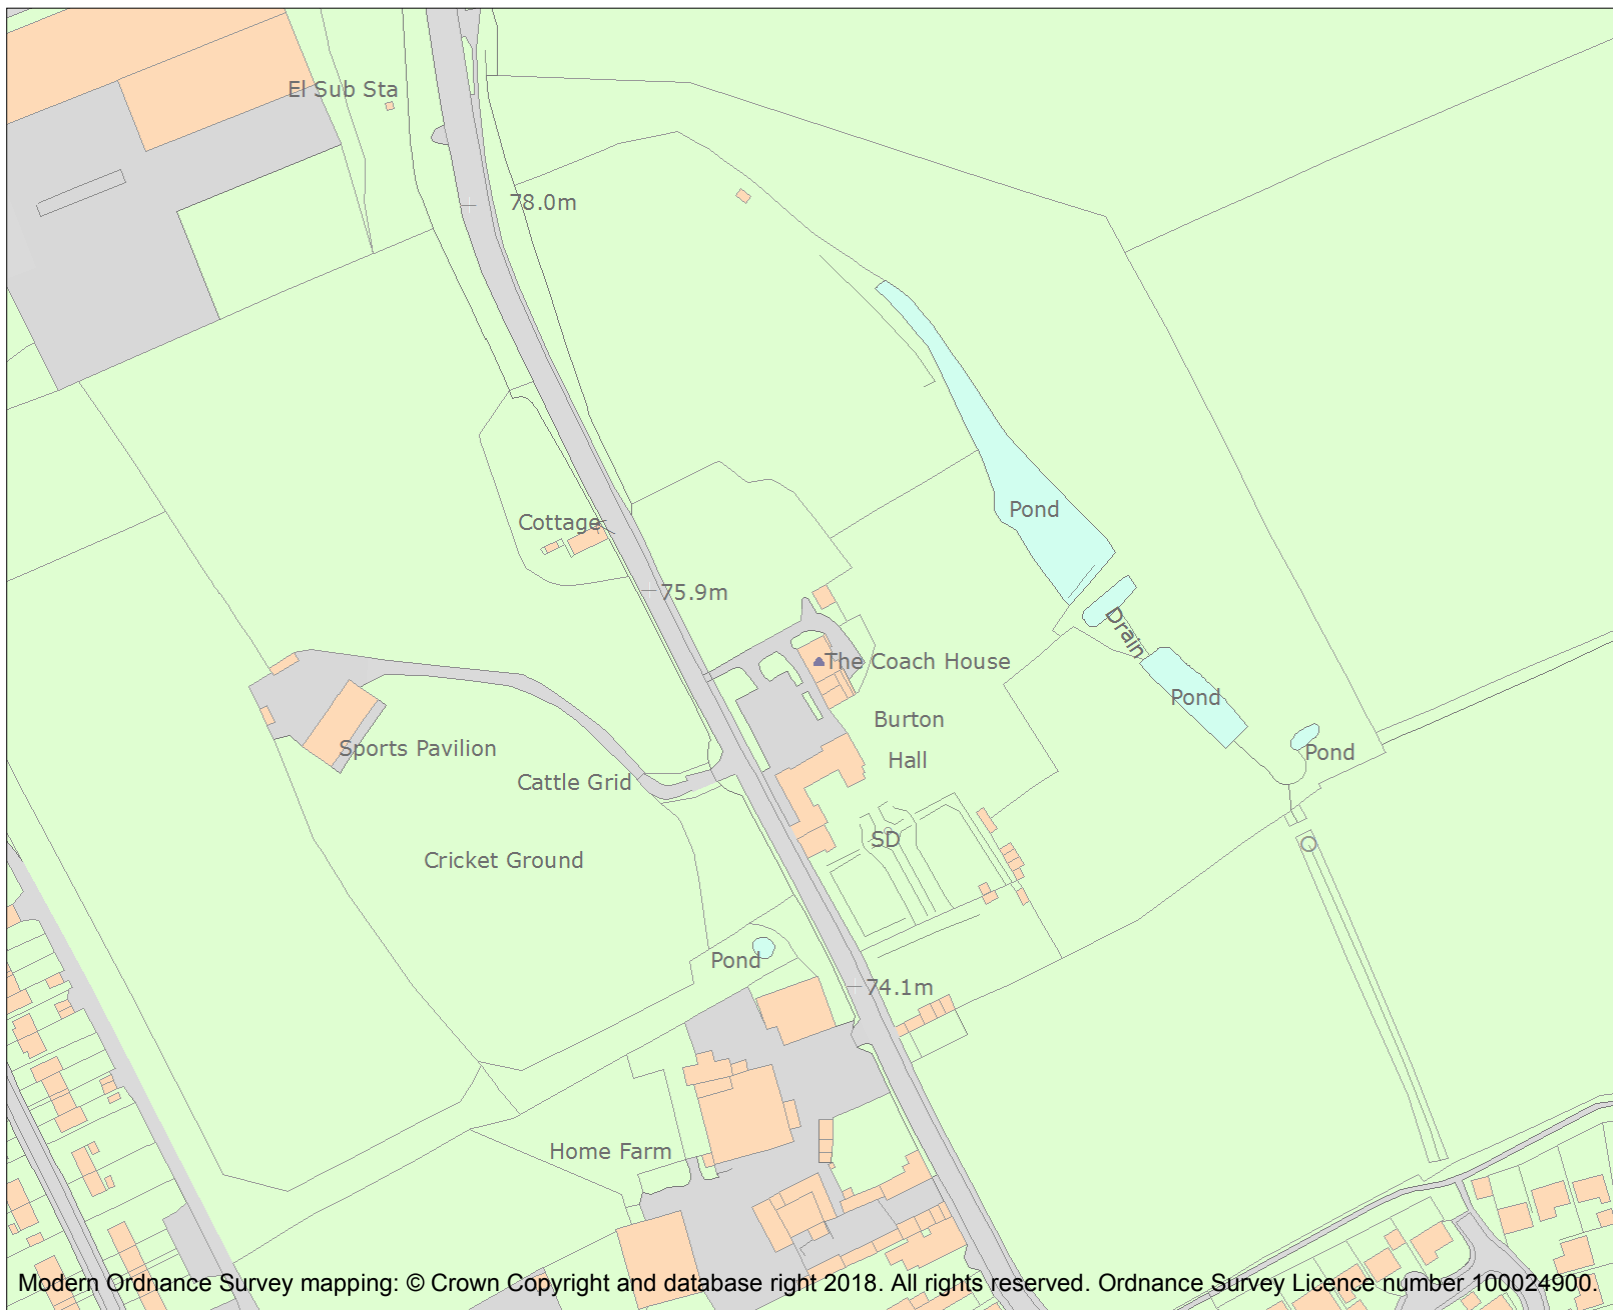 El Sub Sta
78.0m
Pond
Cottage
75.9m
Drain
The Coach House
Pond
Burton
Hall
Sports Pavilion
Pond
Cattle Grid
SD
Cricket Ground
Pond
74.1m
Home Farm
Modern Ordnance Survey mapping: © Crown Copyright and database right 2018. All rights reserved. Ordnance Survey Licence number 100024900.